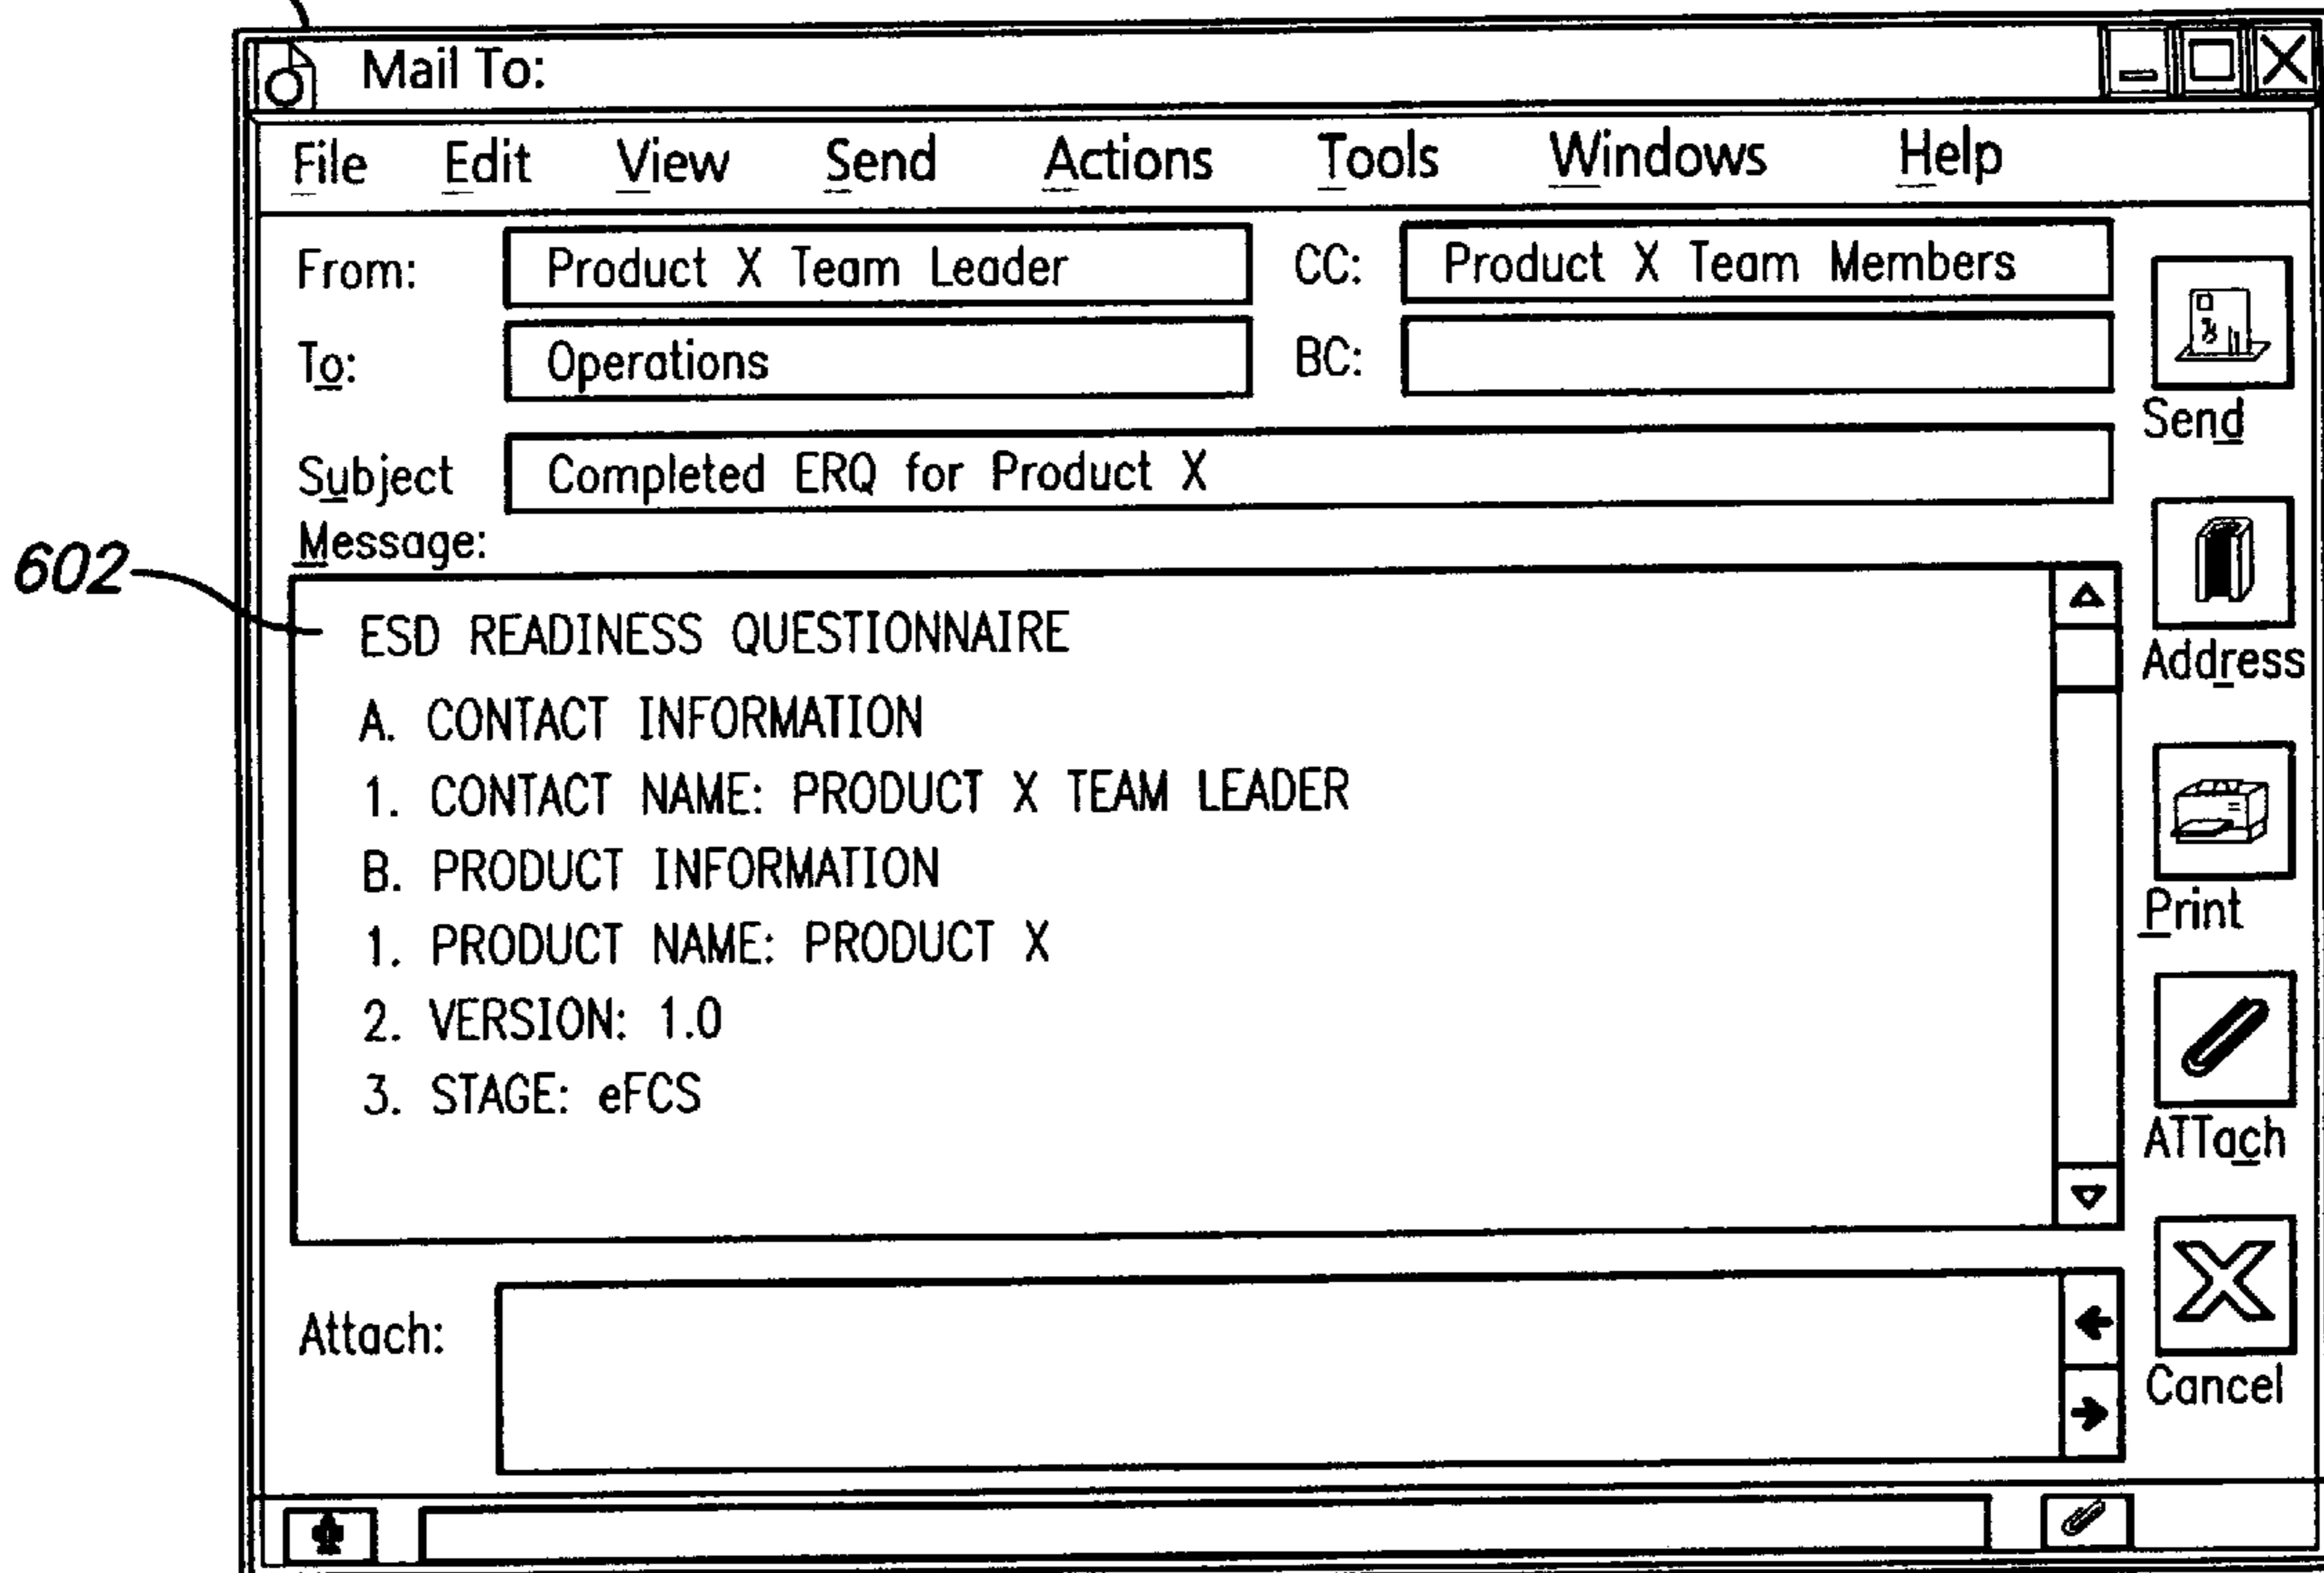 Mail To:
File Edit View Send Actions Tools Windows Help
From: Product X Team Leader CC: Product X Team Members
To: Operations BC:
Send
Subject Completed ERQ for Product X
Message:
602
ESD READINESS QUESTIONNAIRE
Address
A. CONTACT INFORMATION
1. CONTACT NAME: PRODUCT X TEAM LEADER
B. PRODUCT INFORMATION
Print
1. PRODUCT NAME: PRODUCT X
2. VERSION: 1.0
3. STAGE: eFCS
ATTach
Attach:
Cancel